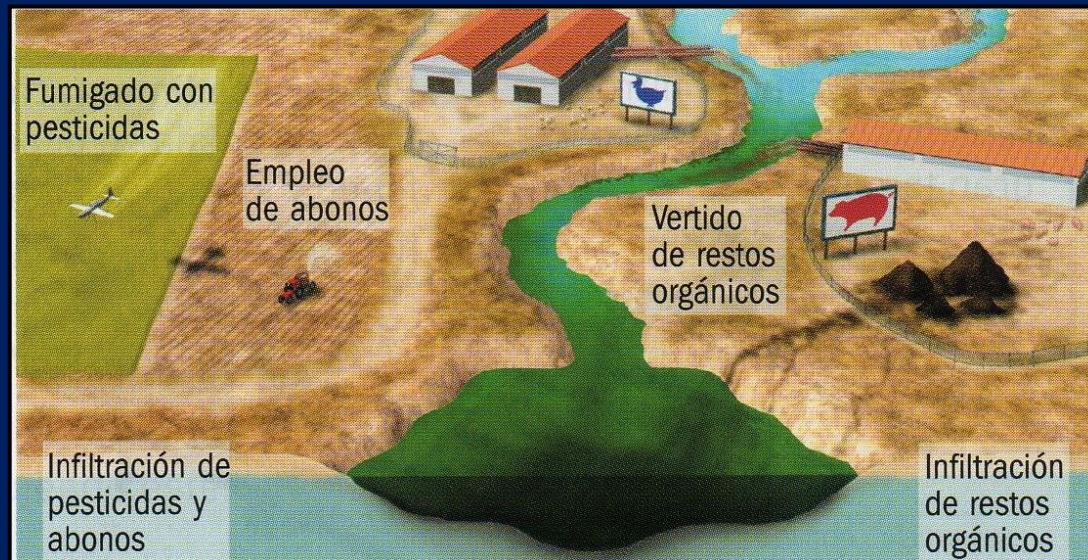 Fumigado con
pesticidas
Empleo
de abonos
Vertido
de restos
orgánicos
Infiltración de
pesticidas y
abonos
Infiltración
de restos
orgánicos